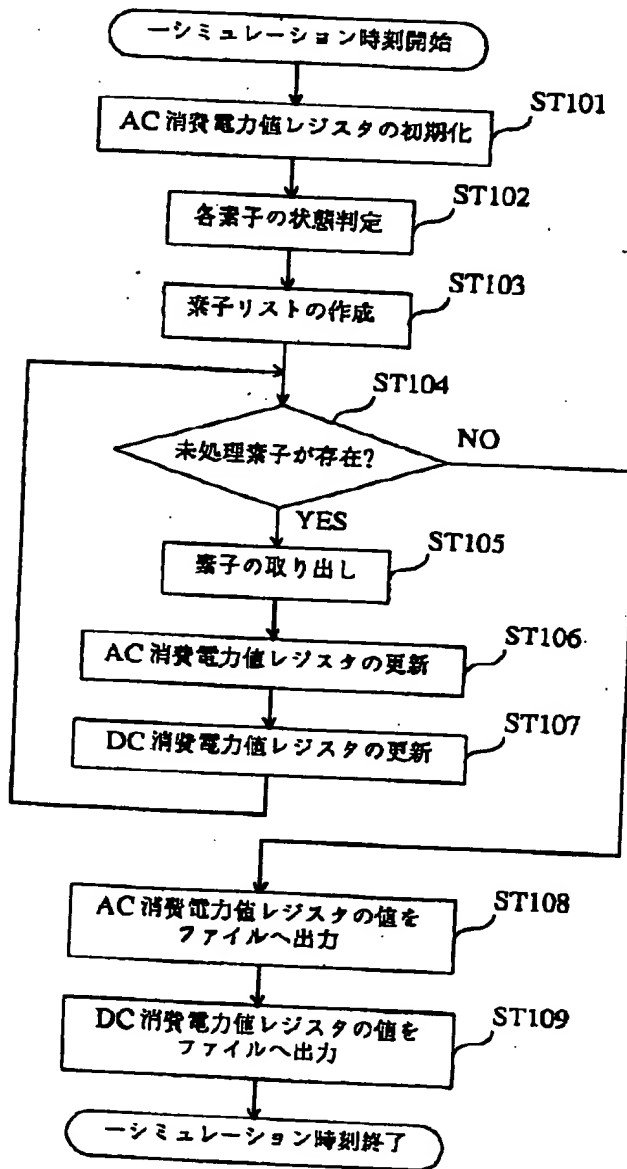 一シミュレーション時刻開始
ST101
AC消費電力値レジスタの初期化
ST102
各素子の状態判定
ST103
素子リストの作成
ST104
未処理素子が存在?
NO
YES
ST105
素子の取り出し
ST106
AC消費電力値レジスタの更新
ST107
DC消費電力値レジスタの更新
ST108
AC消費電力値レジスタの値を
ファイルへ出力
ST109
DC消費電力値レジスタの値を
ファイルへ出力
一シミュレーション時刻終了